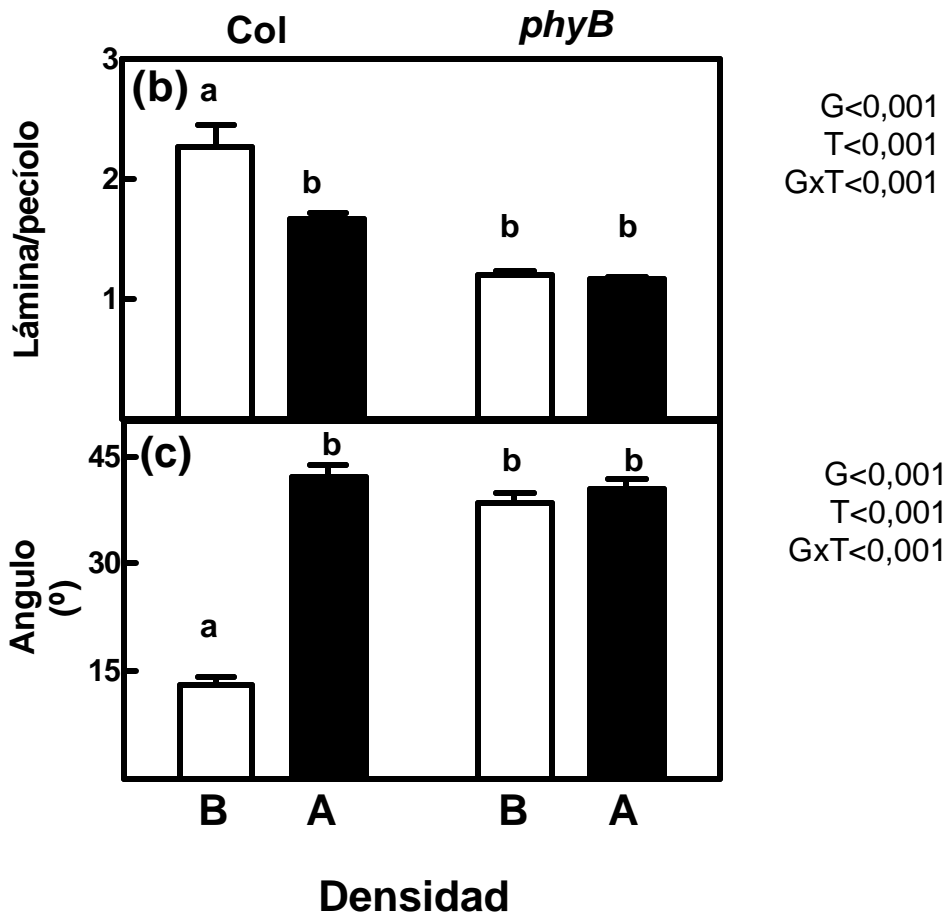 Col phyB
3
(b) a
G<0,001
T<0,001
GxT<0,001
2
b
b b
1
Lámina/pecíolo
45
(c)
b b b
G<0,001
T<0,001
GxT<0,001
30
a
15
Angulo
(º)
B A B A
Densidad